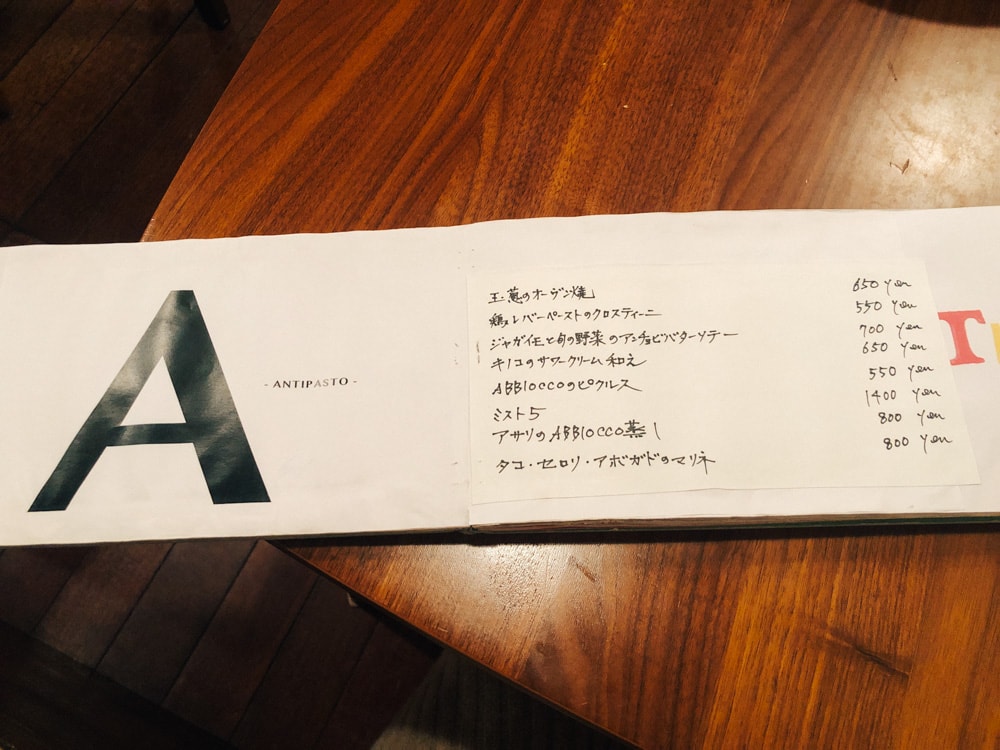 A
- ANTIPASTO -
玉葱のオーヴン焼 650 yen
鶏レバーペーストのクロスティーニ 550 yen
ジャガイモと旬の野菜のアンチョビバターソテー 700 yen
キノコのサワークリーム和え 650 yen
ABBIOCCOのピクルス 550 yen
ミスト5 1400 yen
アサリのABBIOCCO蒸し 800 yen
タコ・セロリ・アボガドのマリネ 800 yen
r